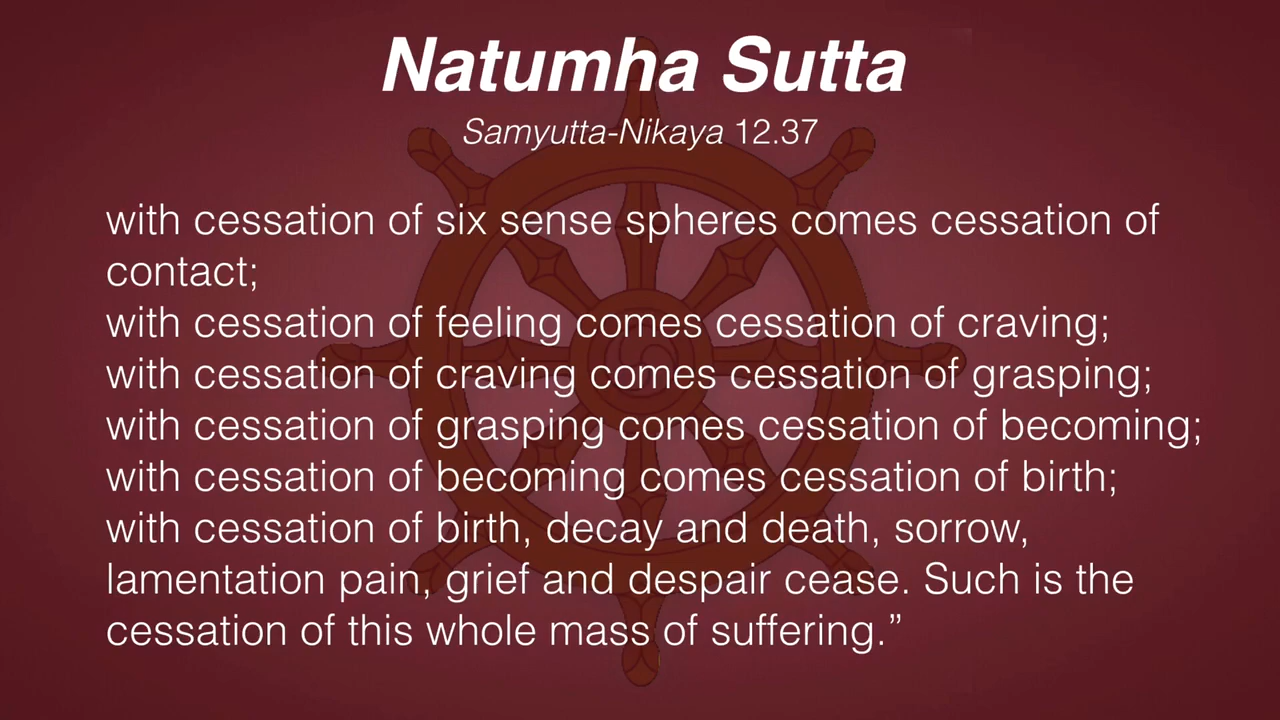 Natumha Sutta
Samyutta-Nikaya 12.37
with cessation of six sense spheres comes cessation of
contact;
with cessation of feeling comes cessation of craving;
with cessation of craving comes cessation of grasping;
with cessation of grasping comes cessation of becoming;
with cessation of becoming comes cessation of birth;
with cessation of birth, decay and death, sorrow,
lamentation pain, grief and despair cease. Such is the
cessation of this whole mass of suffering.”